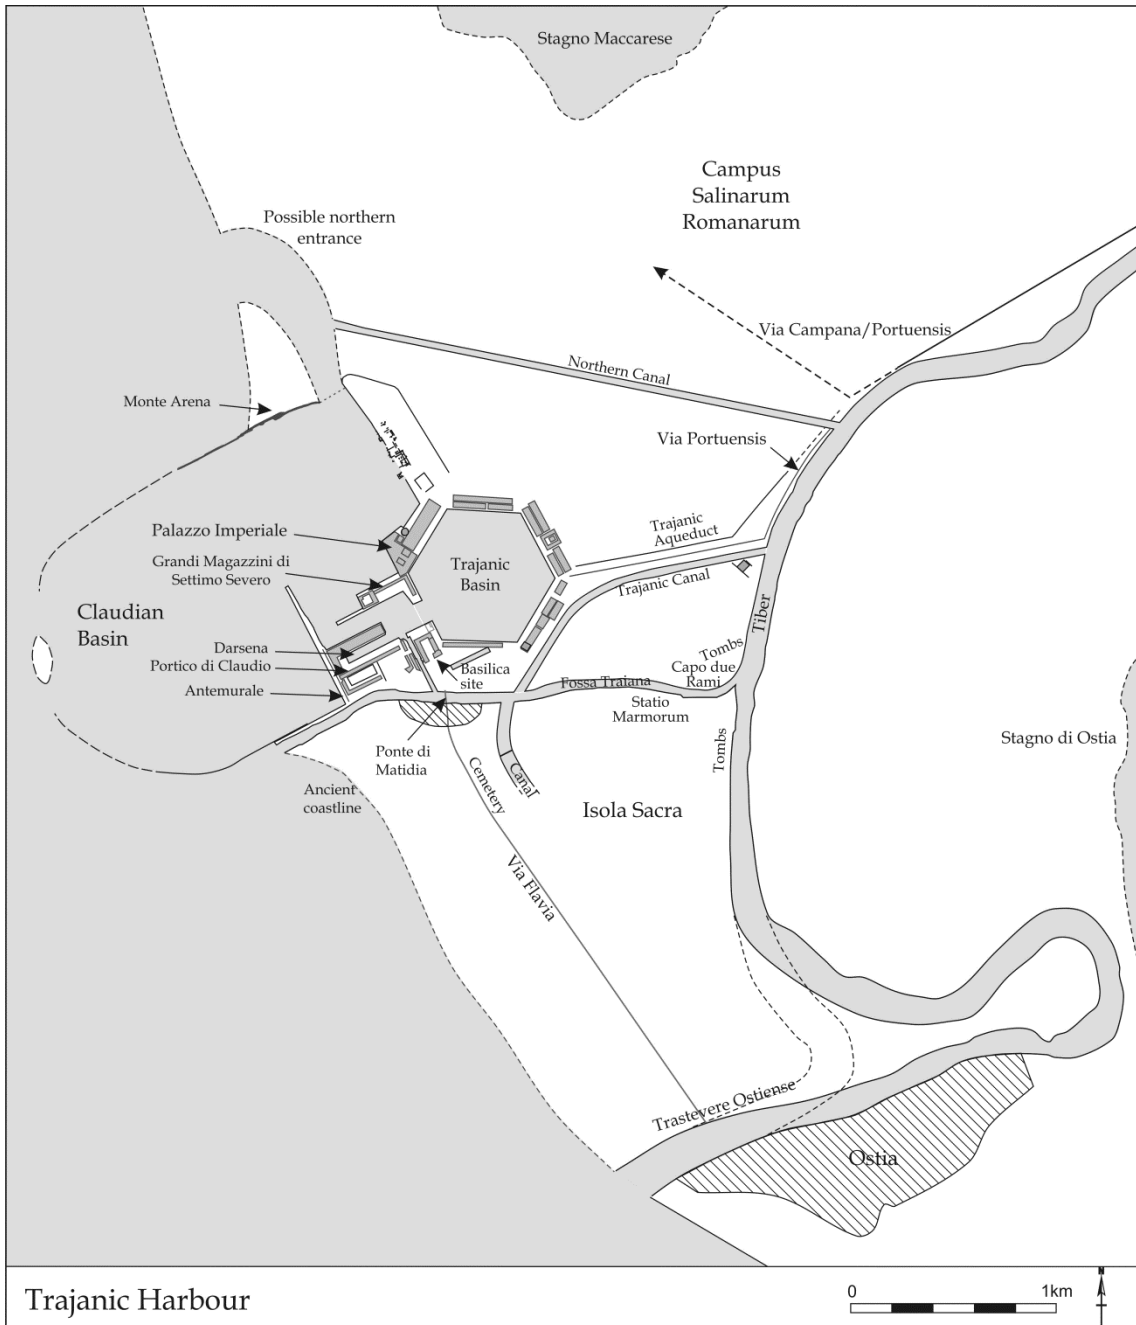 Stagno Maccarese
Campus
Salinarum
Romanarum
Possible northern
entrance
Via Campana/Portuensis
Northern Canal
Monte Arena
Via Portuensis
Palazzo Imperiale
Trajanic
Aqueduct
Grandi Magazzini di
Settimo Severo
Trajanic
Basin
Trajanic Canal
Claudian
Basin
Tiber
Darsena
Tombs
Portico di Claudio
Basilica
site
Capo due
Rami
Antemurale
Fossa Traiana
Statio
Marmorum
Ponte di
Matidia
Tombs
Stagno di Ostia
Ancient
coastline
Cemetery
Canal
Isola Sacra
Via Flavia
Trastevere Ostiense
Ostia
Trajanic Harbour
0 1km
N